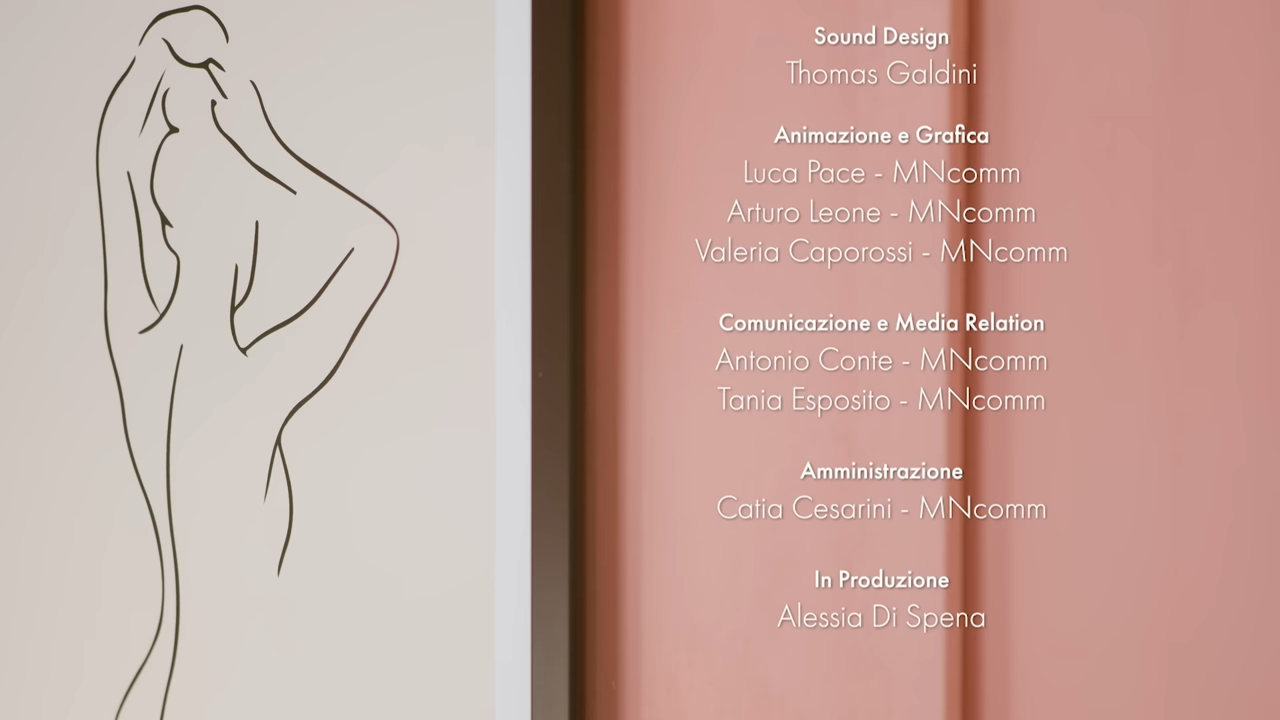 Sound Design
Thomas Galdini
Animazione e Grafica
Luca Pace - MNcomm
Arturo Leone - MNcomm
Valeria Caporossi - MNcomm
Comunicazione e Media Relation
Antonio Conte - MNcomm
Tania Esposito - MNcomm
Amministrazione
Catia Cesarini - MNcomm
In Produzione
Alessia Di Spena